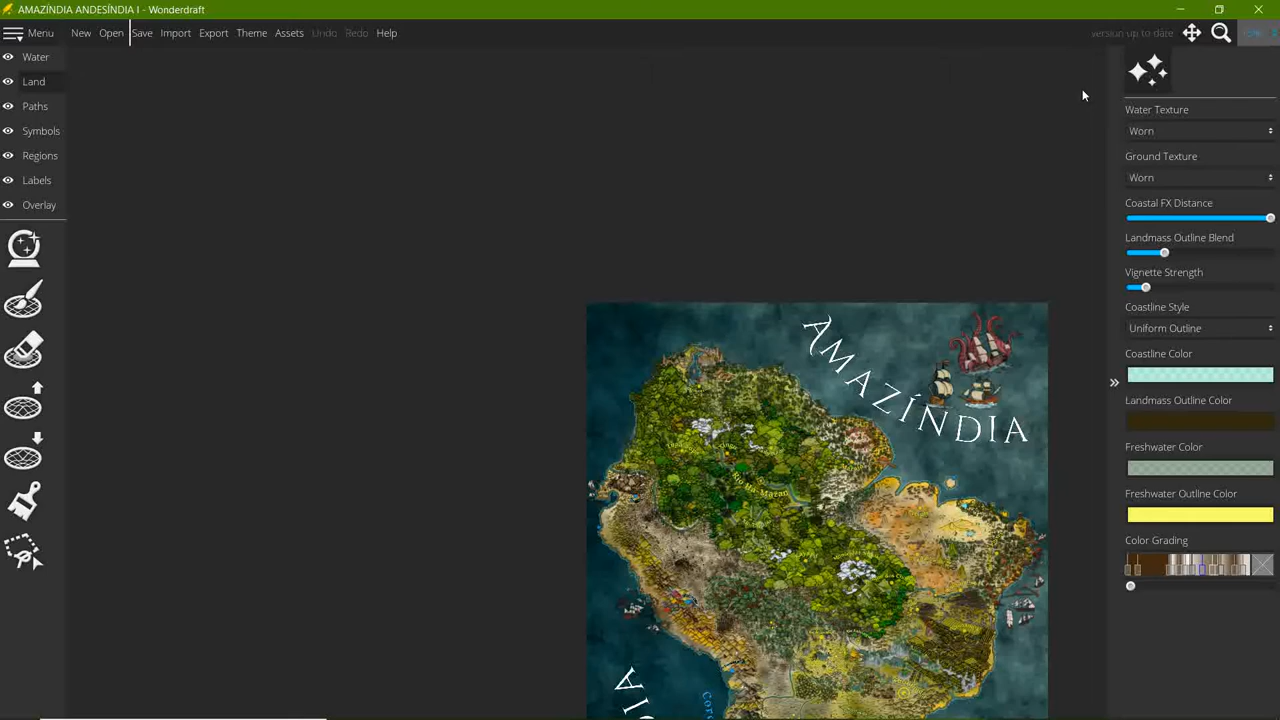 AMAZÍNDIA ANDESÍNDIA I - Wonderdraft
Menu New Open Save Import Export Theme Assets Undo Redo Help version up to date
Water
Land
Paths
Symbols
Regions
Labels
Overlay
Water Texture
Worn
Ground Texture
Worn
Coastal FX Distance
Landmass Outline Blend
Vignette Strength
Coastline Style
Uniform Outline
Coastline Color
Landmass Outline Color
Freshwater Color
Freshwater Outline Color
Color Grading
AMAZÍNDIA